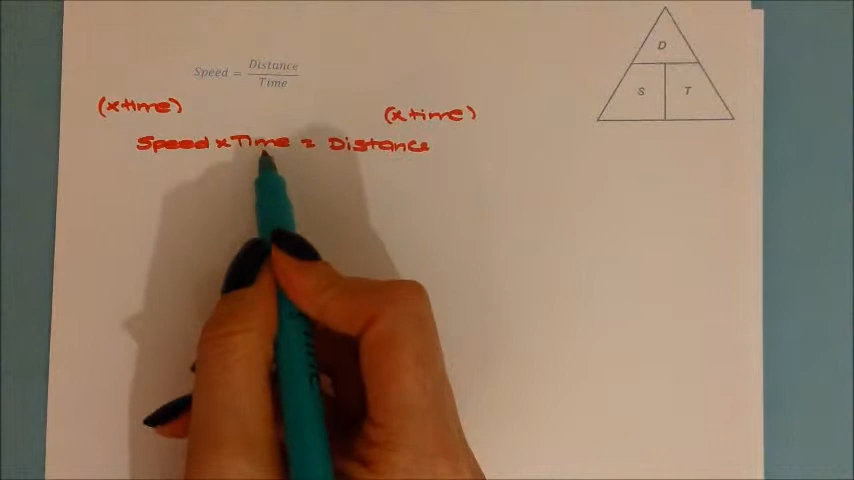 Speed = Distance / Time
(x time) (x time)
Speed x Time = Distance
D
S T